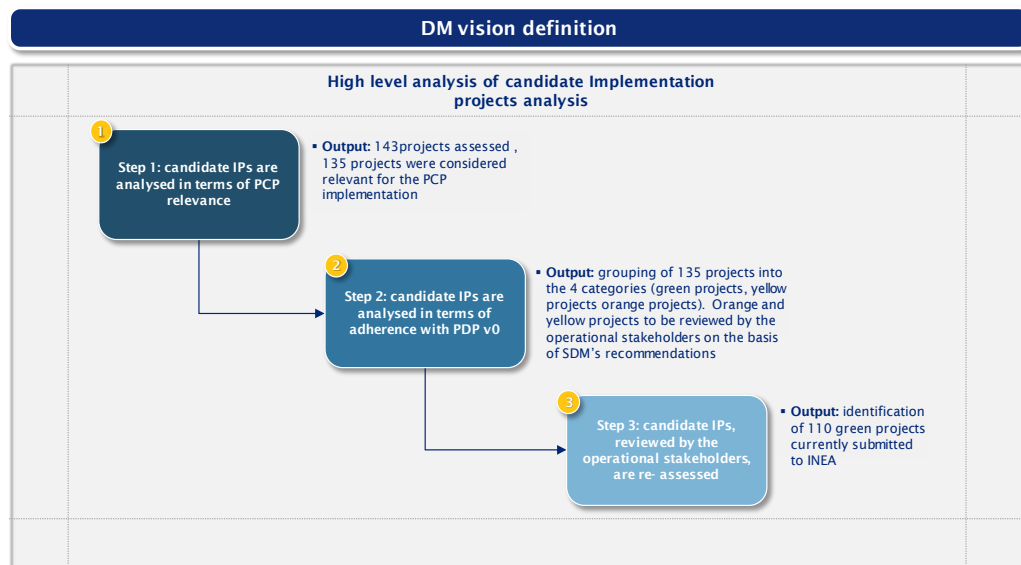 DM vision definition
High level analysis of candidate Implementation
projects analysis
1
Step 1: candidate IPs are
analysed in terms of PCP
relevance
▪ Output: 143projects assessed ,
135 projects were considered
relevant for the PCP
implementation
2
Step 2: candidate IPs are
analysed in terms of
adherence with PDP v0
▪ Output: grouping of 135 projects into
the 4 categories (green projects, yellow
projects orange projects). Orange and
yellow projects to be reviewed by the
operational stakeholders on the basis
of SDM's recommendations
3
Step 3: candidate IPs,
reviewed by the
operational stakeholders,
are re- assessed
▪ Output: identification
of 110 green projects
currently submitted
to INEA